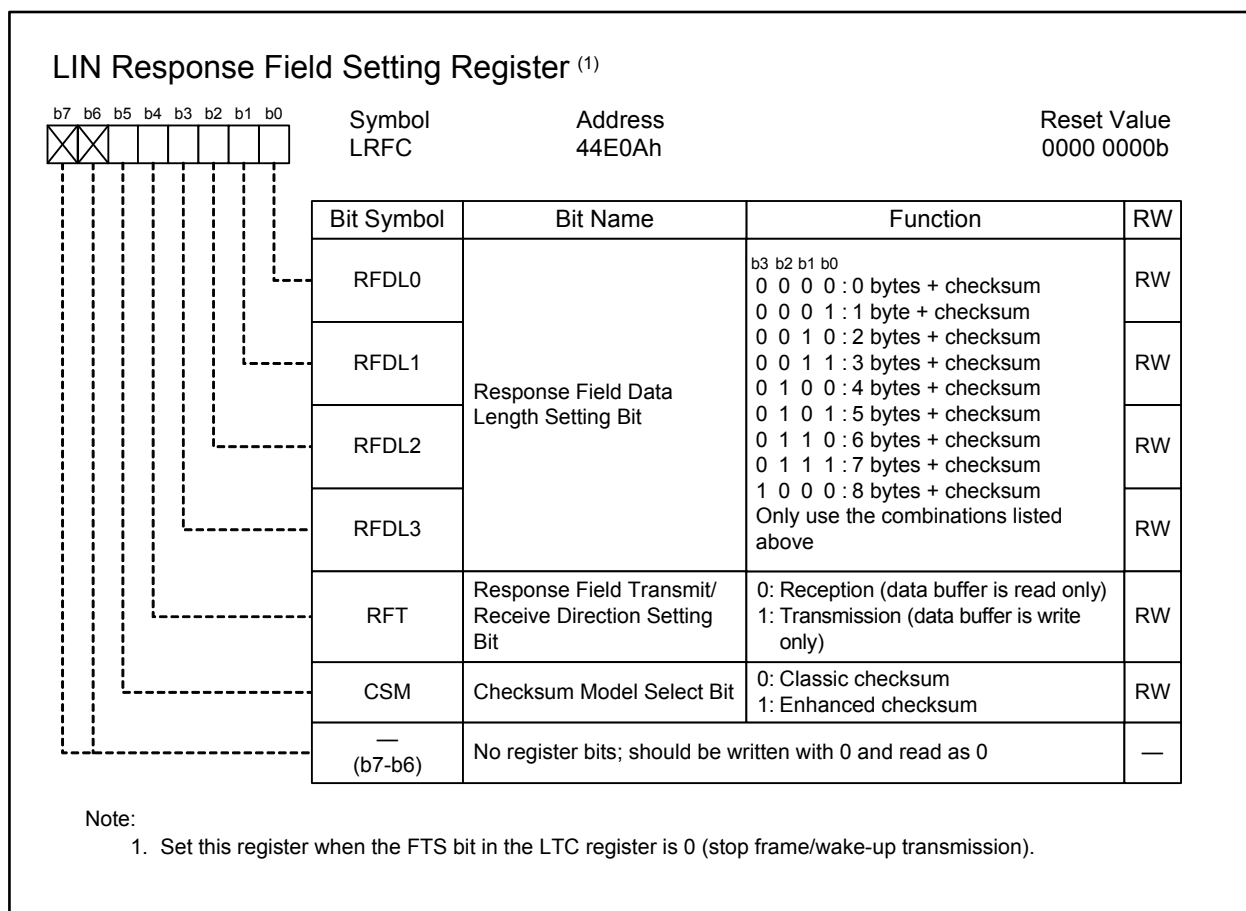 LIN Response Field Setting Register (1)
b7 b6 b5 b4 b3 b2 b1 b0
Symbol Address Reset Value
LRFC 44E0Ah 0000 0000b
Bit Symbol Bit Name Function RW
RFDL0 RW
RFDL1 RW
RFDL2 RW
RFDL3 RW
Response Field Data
Length Setting Bit
b3 b2 b1 b0
0 0 0 0 : 0 bytes + checksum
0 0 0 1 : 1 byte + checksum
0 0 1 0 : 2 bytes + checksum
0 0 1 1 : 3 bytes + checksum
0 1 0 0 : 4 bytes + checksum
0 1 0 1 : 5 bytes + checksum
0 1 1 0 : 6 bytes + checksum
0 1 1 1 : 7 bytes + checksum
1 0 0 0 : 8 bytes + checksum
Only use the combinations listed
above
RFT
Response Field Transmit/
Receive Direction Setting
Bit
0: Reception (data buffer is read only)
1: Transmission (data buffer is write
only)
RW
CSM
Checksum Model Select Bit
0: Classic checksum
1: Enhanced checksum
RW
—
(b7-b6)
No register bits; should be written with 0 and read as 0
—
Note:
1. Set this register when the FTS bit in the LTC register is 0 (stop frame/wake-up transmission).